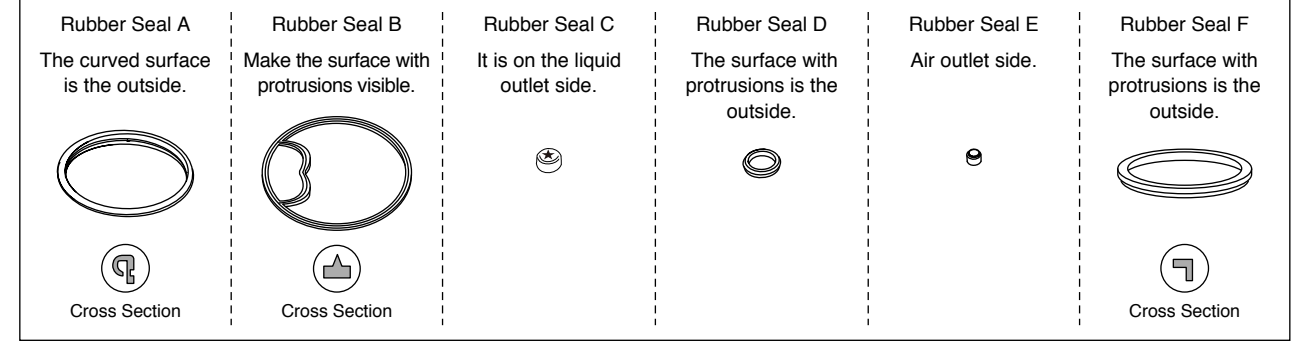 Rubber Seal A
The curved surface
is the outside.
Cross Section
Rubber Seal B
Make the surface with
protrusions visible.
Cross Section
Rubber Seal C
It is on the liquid
outlet side.
Rubber Seal D
The surface with
protrusions is the
outside.
Rubber Seal E
Air outlet side.
Rubber Seal F
The surface with
protrusions is the
outside.
Cross Section